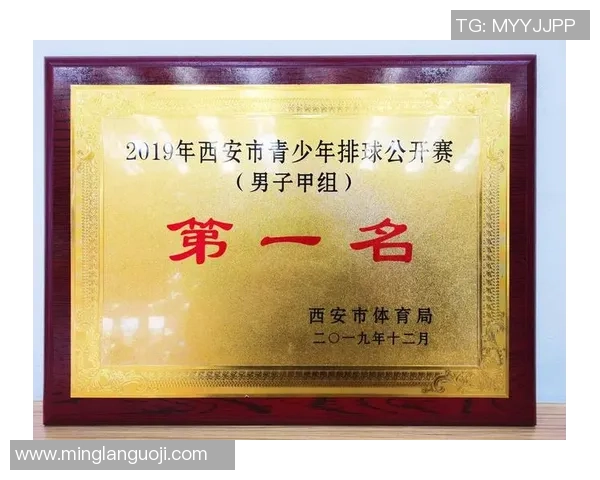 TG: MYYJJPP
2019年西安市青少年排球公开赛
（男子甲组）
第一名
西安市体育局
二〇一九年十二月
www.minglanguoji.com